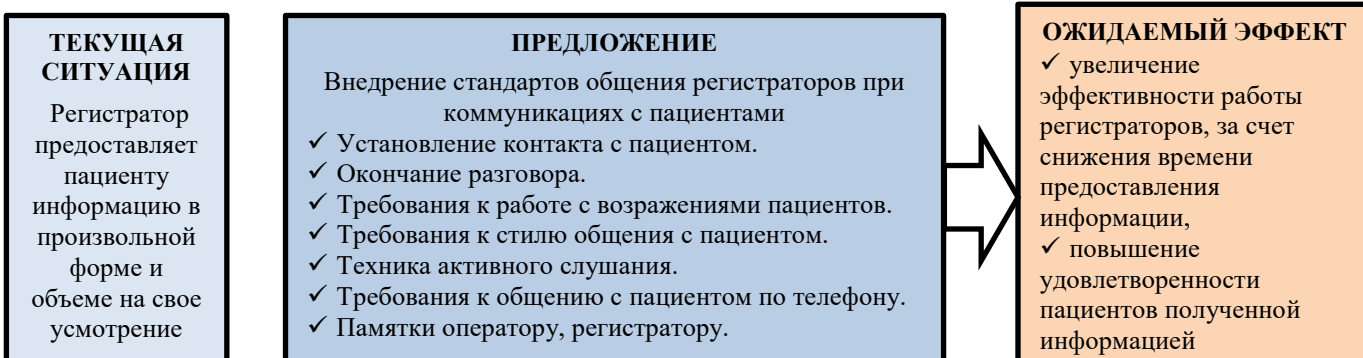 ТЕКУЩАЯ
СИТУАЦИЯ
Регистратор
предоставляет
пациенту
информацию в
произвольной
форме и
объеме на свое
усмотрение
ПРЕДЛОЖЕНИЕ
Внедрение стандартов общения регистраторов при
коммуникациях с пациентами
✓ Установление контакта с пациентом.
✓ Окончание разговора.
✓ Требования к работе с возражениями пациентов.
✓ Требования к стилю общения с пациентом.
✓ Техника активного слушания.
✓ Требования к общению с пациентом по телефону.
✓ Памятки оператору, регистратору.
ОЖИДАЕМЫЙ ЭФФЕКТ
✓ увеличение
эффективности работы
регистраторов, за счет
снижения времени
предоставления
информации,
✓ повышение
удовлетворенности
пациентов полученной
информацией